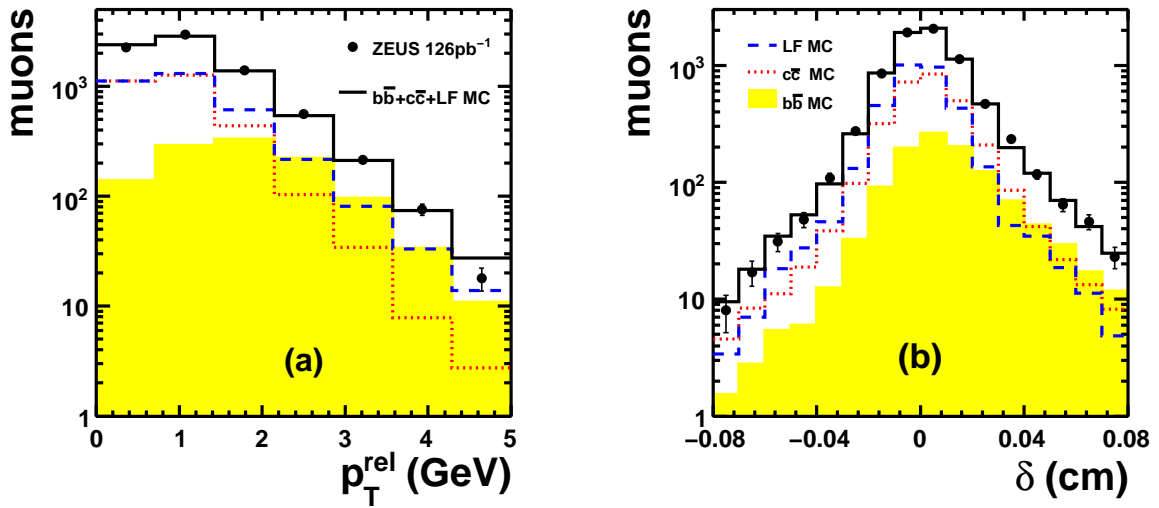 muons
10³
10²
10
1
ZEUS 126pb⁻¹
bb̅+cc̅+LF MC
(a)
0 1 2 3 4 5
p_T^rel (GeV)
muons
10³
10²
10
1
LF MC
cc̅ MC
bb̅ MC
(b)
−0.08 −0.04 0 0.04 0.08
δ (cm)